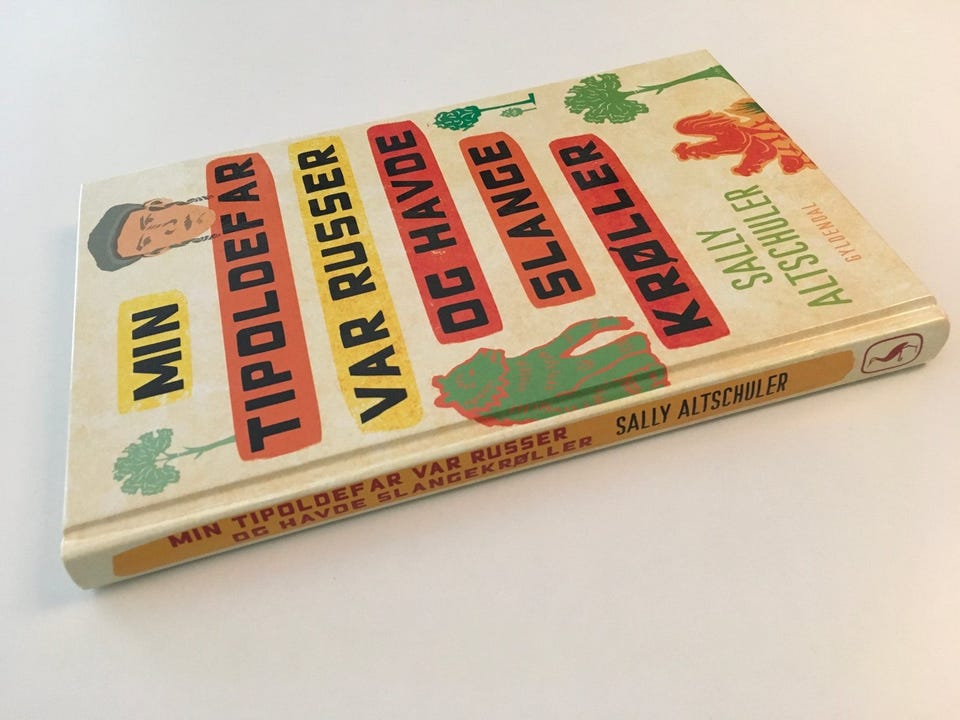 MIN
TIPOLDEFAR
VAR RUSSER
OG HAVDE
SLANGE
KRØLLER
SALLY
ALTSCHULER
GYLDENDAL
MIN TIPOLDEFAR VAR RUSSER
OG HAVDE SLANGEKRØLLER
SALLY ALTSCHULER